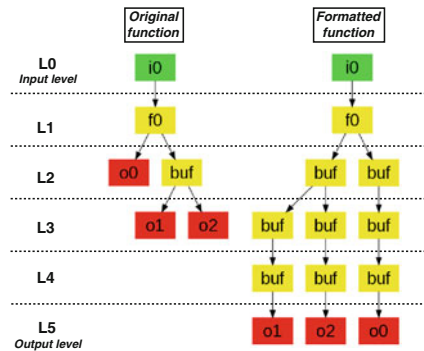 Original function
Formatted function
L0
Input level
i0
i0
L1
f0
f0
L2
o0
buf
buf
buf
L3
o1
o2
buf
buf
buf
L4
buf
buf
buf
L5
Output level
o1
o2
o0